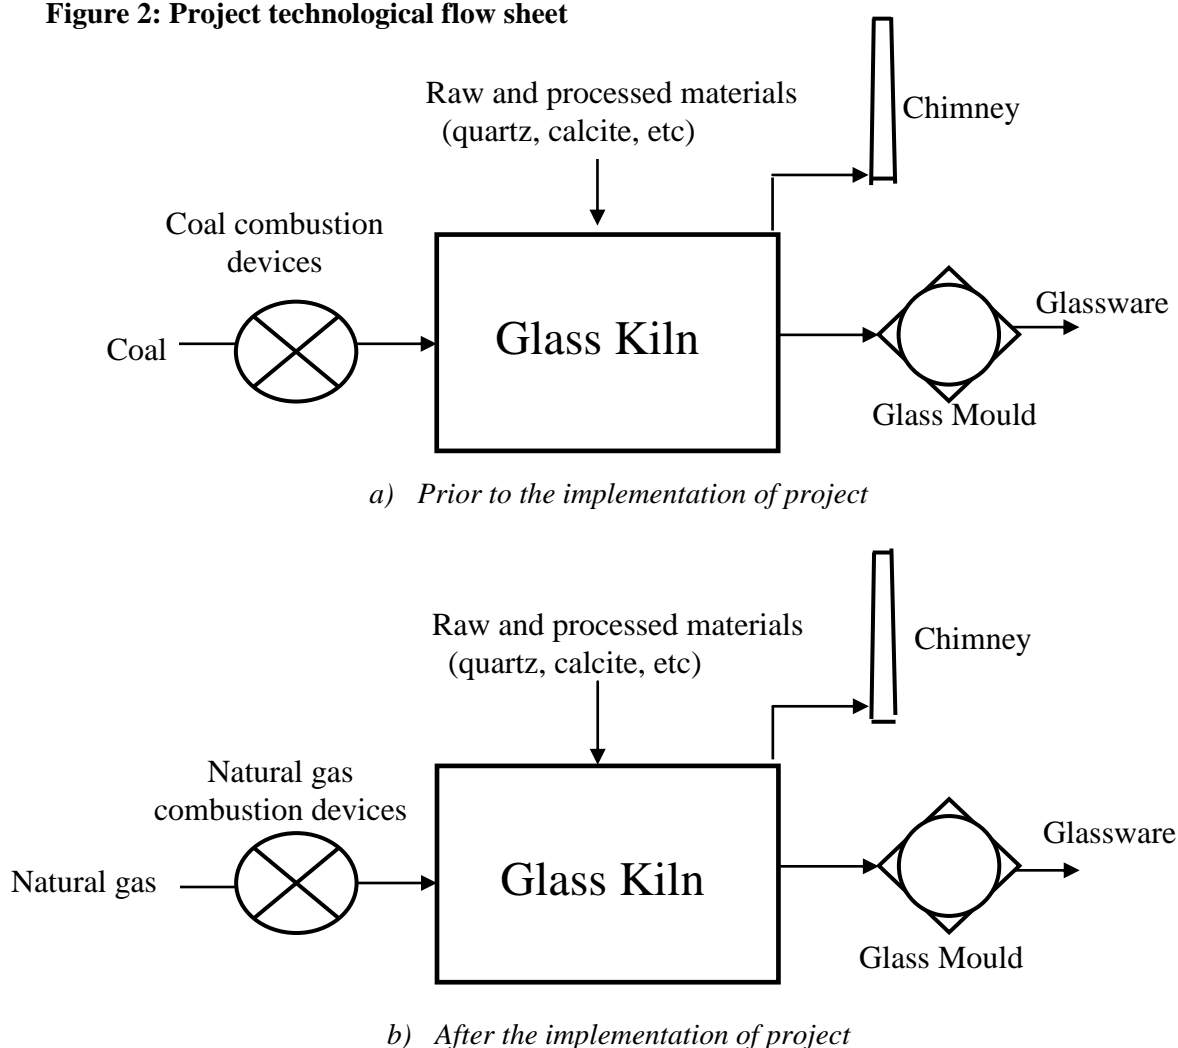 Figure 2: Project technological flow sheet
Raw and processed materials
(quartz, calcite, etc)
Chimney
Coal combustion
devices
Coal
Glass Kiln
Glassware
Glass Mould
a) Prior to the implementation of project
Raw and processed materials
(quartz, calcite, etc)
Chimney
Natural gas
combustion devices
Natural gas
Glass Kiln
Glassware
Glass Mould
b) After the implementation of project